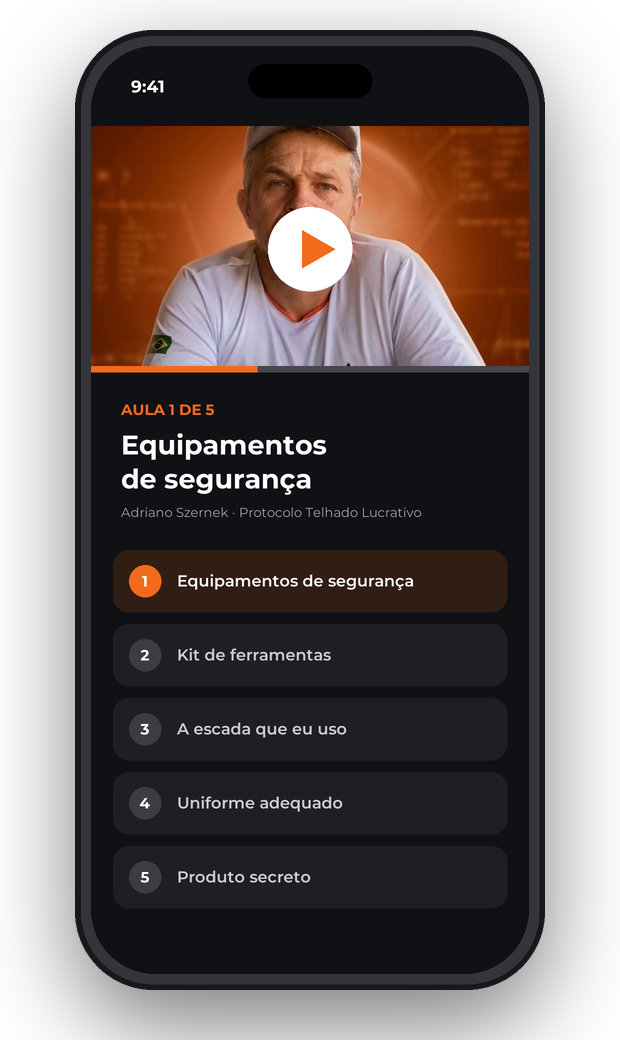 9:41
AULA 1 DE 5
Equipamentos
de segurança
Adriano Szernek · Protocolo Telhado Lucrativo
1 Equipamentos de segurança
2 Kit de ferramentas
3 A escada que eu uso
4 Uniforme adequado
5 Produto secreto